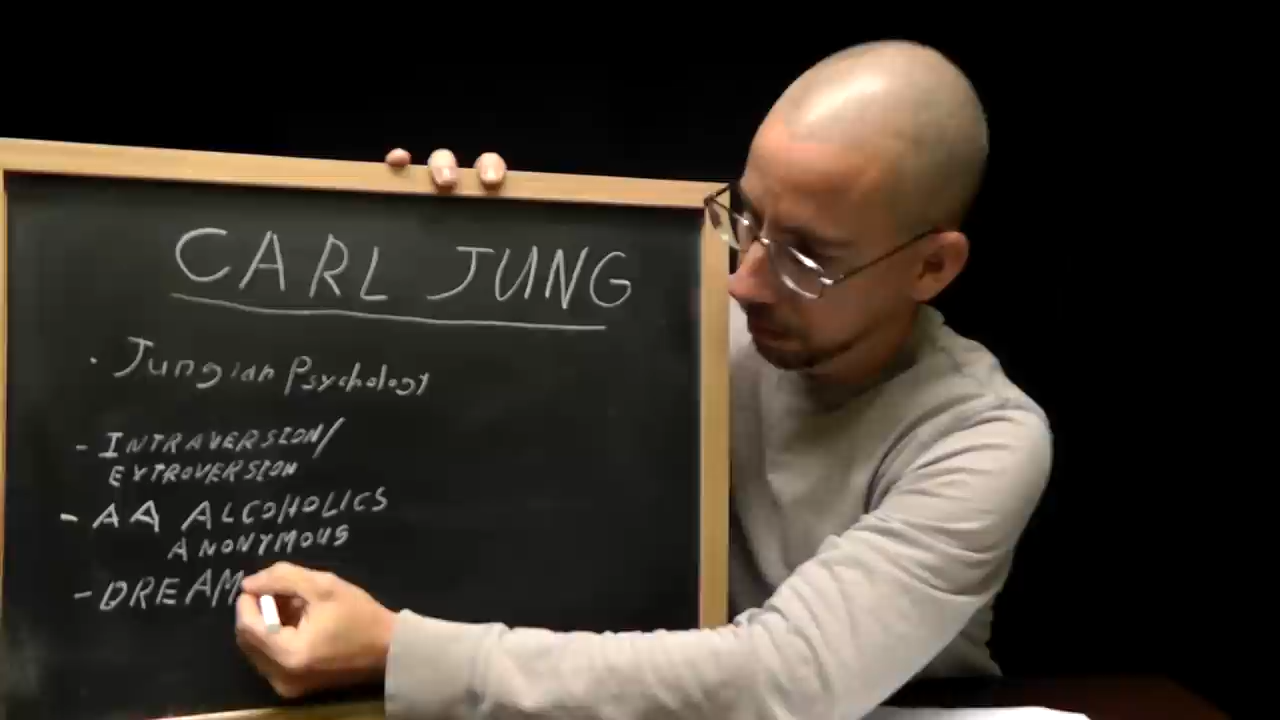 CARL JUNG
· Jungian Psychology
- INTRAVERSION/
EXTROVERSION
- AA ALCOHOLICS
ANONYMOUS
- DREAM